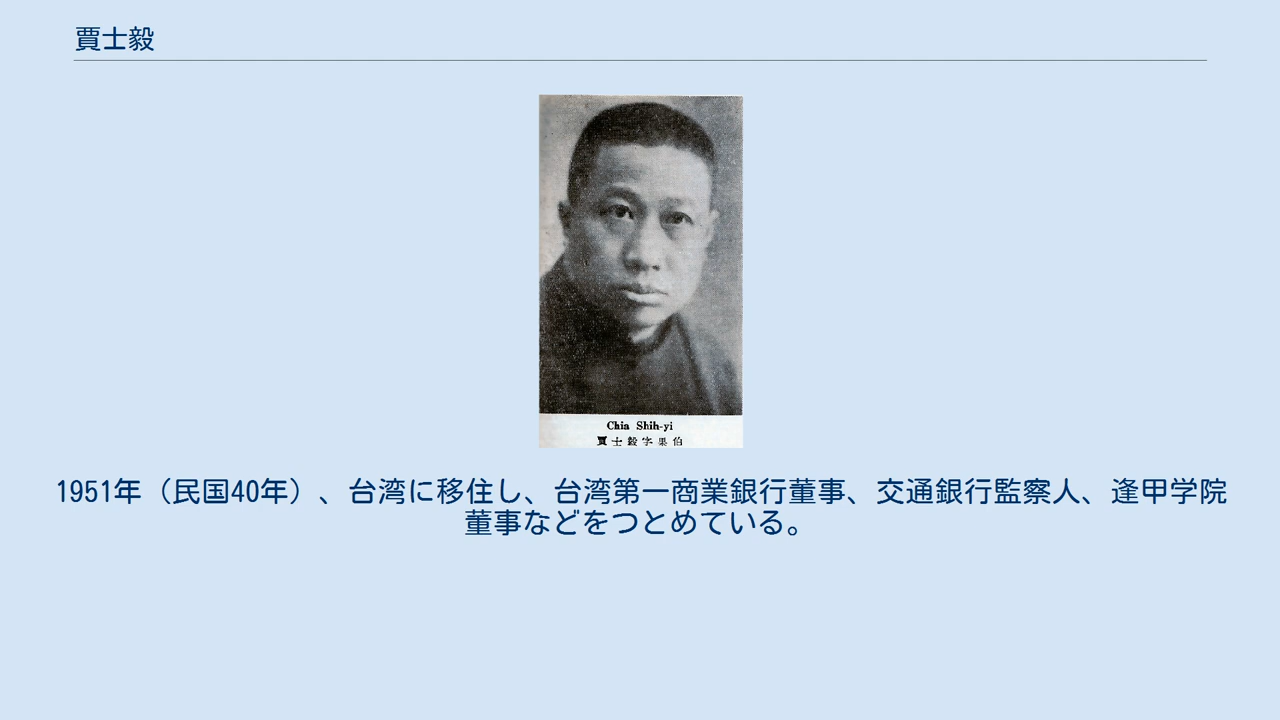 賈士毅
Chia Shih-yi
賈士毅字果伯
1951年（民国40年）、台湾に移住し、台湾第一商業銀行董事、交通銀行監察人、逢甲学院
董事などをつとめている。